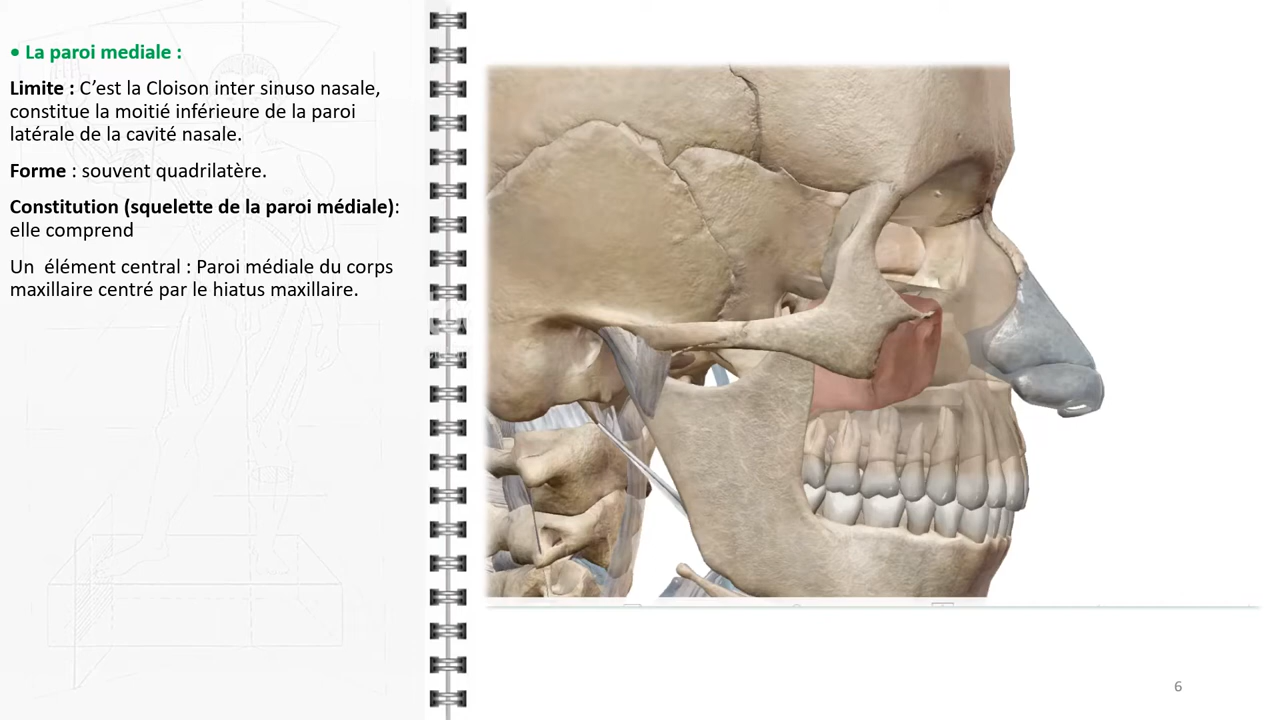 • La paroi mediale :
Limite : C’est la Cloison inter sinuso nasale,
constitue la moitié inférieure de la paroi
latérale de la cavité nasale.
Forme : souvent quadrilatère.
Constitution (squelette de la paroi médiale):
elle comprend
Un élément central : Paroi médiale du corps
maxillaire centré par le hiatus maxillaire.
6